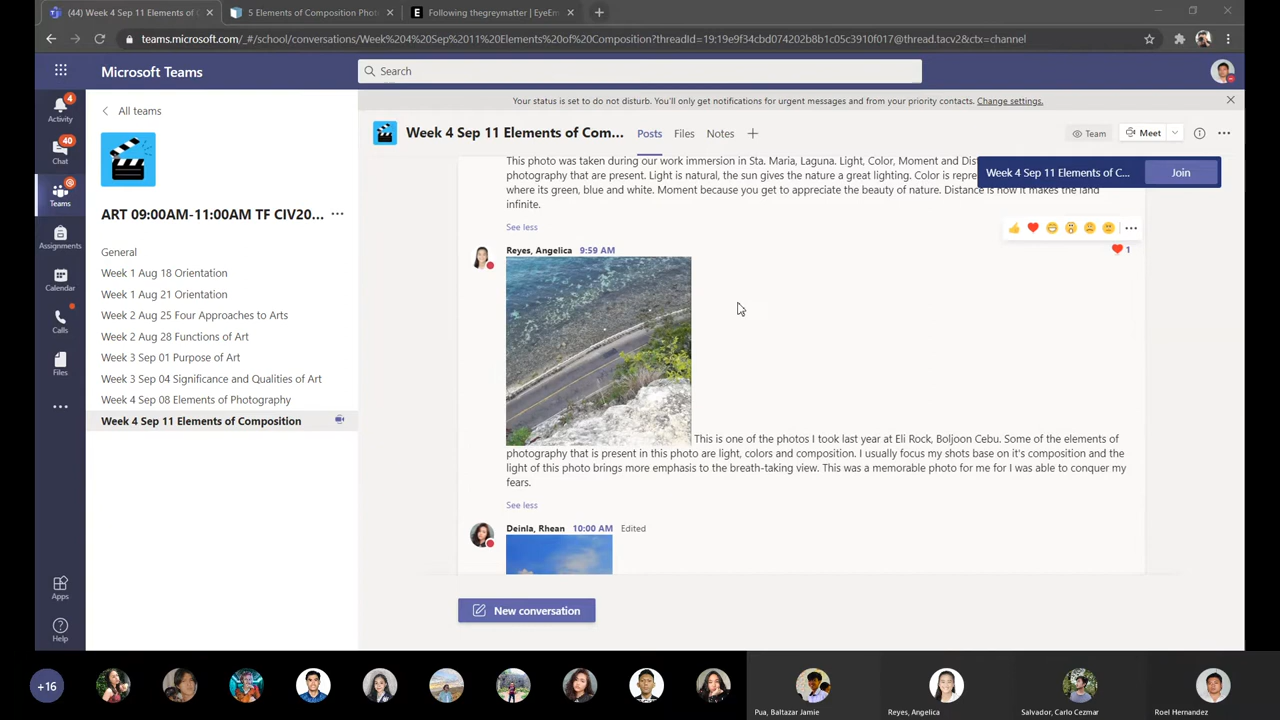 (44) Week 4 Sep 11 Elements of C
5 Elements of Composition Phot
Following thegreymatter | EyeEm
teams.microsoft.com/_#/school/conversations/Week%204%20Sep%2011%20Elements%20of%20Composition?threadId=19:19e9f34cbd074202b8b1c05c3910f017@thread.tacv2&ctx=channel
Microsoft Teams
Search
Your status is set to do not disturb. You'll only get notifications for urgent messages and from your priority contacts. Change settings.
Activity
4
Chat
40
Teams
Assignments
Calendar
Calls
Files
Apps
Help
All teams
ART 09:00AM-11:00AM TF CIV20...
General
Week 1 Aug 18 Orientation
Week 1 Aug 21 Orientation
Week 2 Aug 25 Four Approaches to Arts
Week 2 Aug 28 Functions of Art
Week 3 Sep 01 Purpose of Art
Week 3 Sep 04 Significance and Qualities of Art
Week 4 Sep 08 Elements of Photography
Week 4 Sep 11 Elements of Composition
Week 4 Sep 11 Elements of Com...
Posts
Files
Notes
Team
Meet
Week 4 Sep 11 Elements of C...
Join
This photo was taken during our work immersion in Sta. Maria, Laguna. Light, Color, Moment and Dis
photography that are present. Light is natural, the sun gives the nature a great lighting. Color is repre
where its green, blue and white. Moment because you get to appreciate the beauty of nature. Distance is how it makes the land
infinite.
See less
Reyes, Angelica 9:59 AM
1
This is one of the photos I took last year at Eli Rock, Boljoon Cebu. Some of the elements of
photography that is present in this photo are light, colors and composition. I usually focus my shots base on it's composition and the
light of this photo brings more emphasis to the breath-taking view. This was a memorable photo for me for I was able to conquer my
fears.
See less
Deinla, Rhean 10:00 AM Edited
New conversation
+16
Pua, Baltazar Jamie
Reyes, Angelica
Salvador, Carlo Cezmar
Roel Hernandez